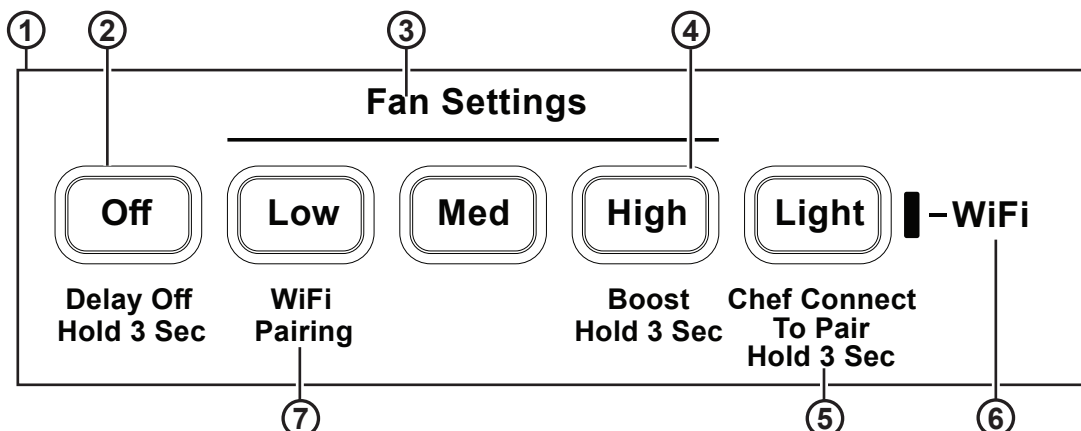 ① ② ③ ④
Fan Settings
Off Low Med High Light –WiFi
Delay Off
Hold 3 Sec
WiFi
Pairing
Boost
Hold 3 Sec
Chef Connect
To Pair
Hold 3 Sec
⑦ ⑤ ⑥